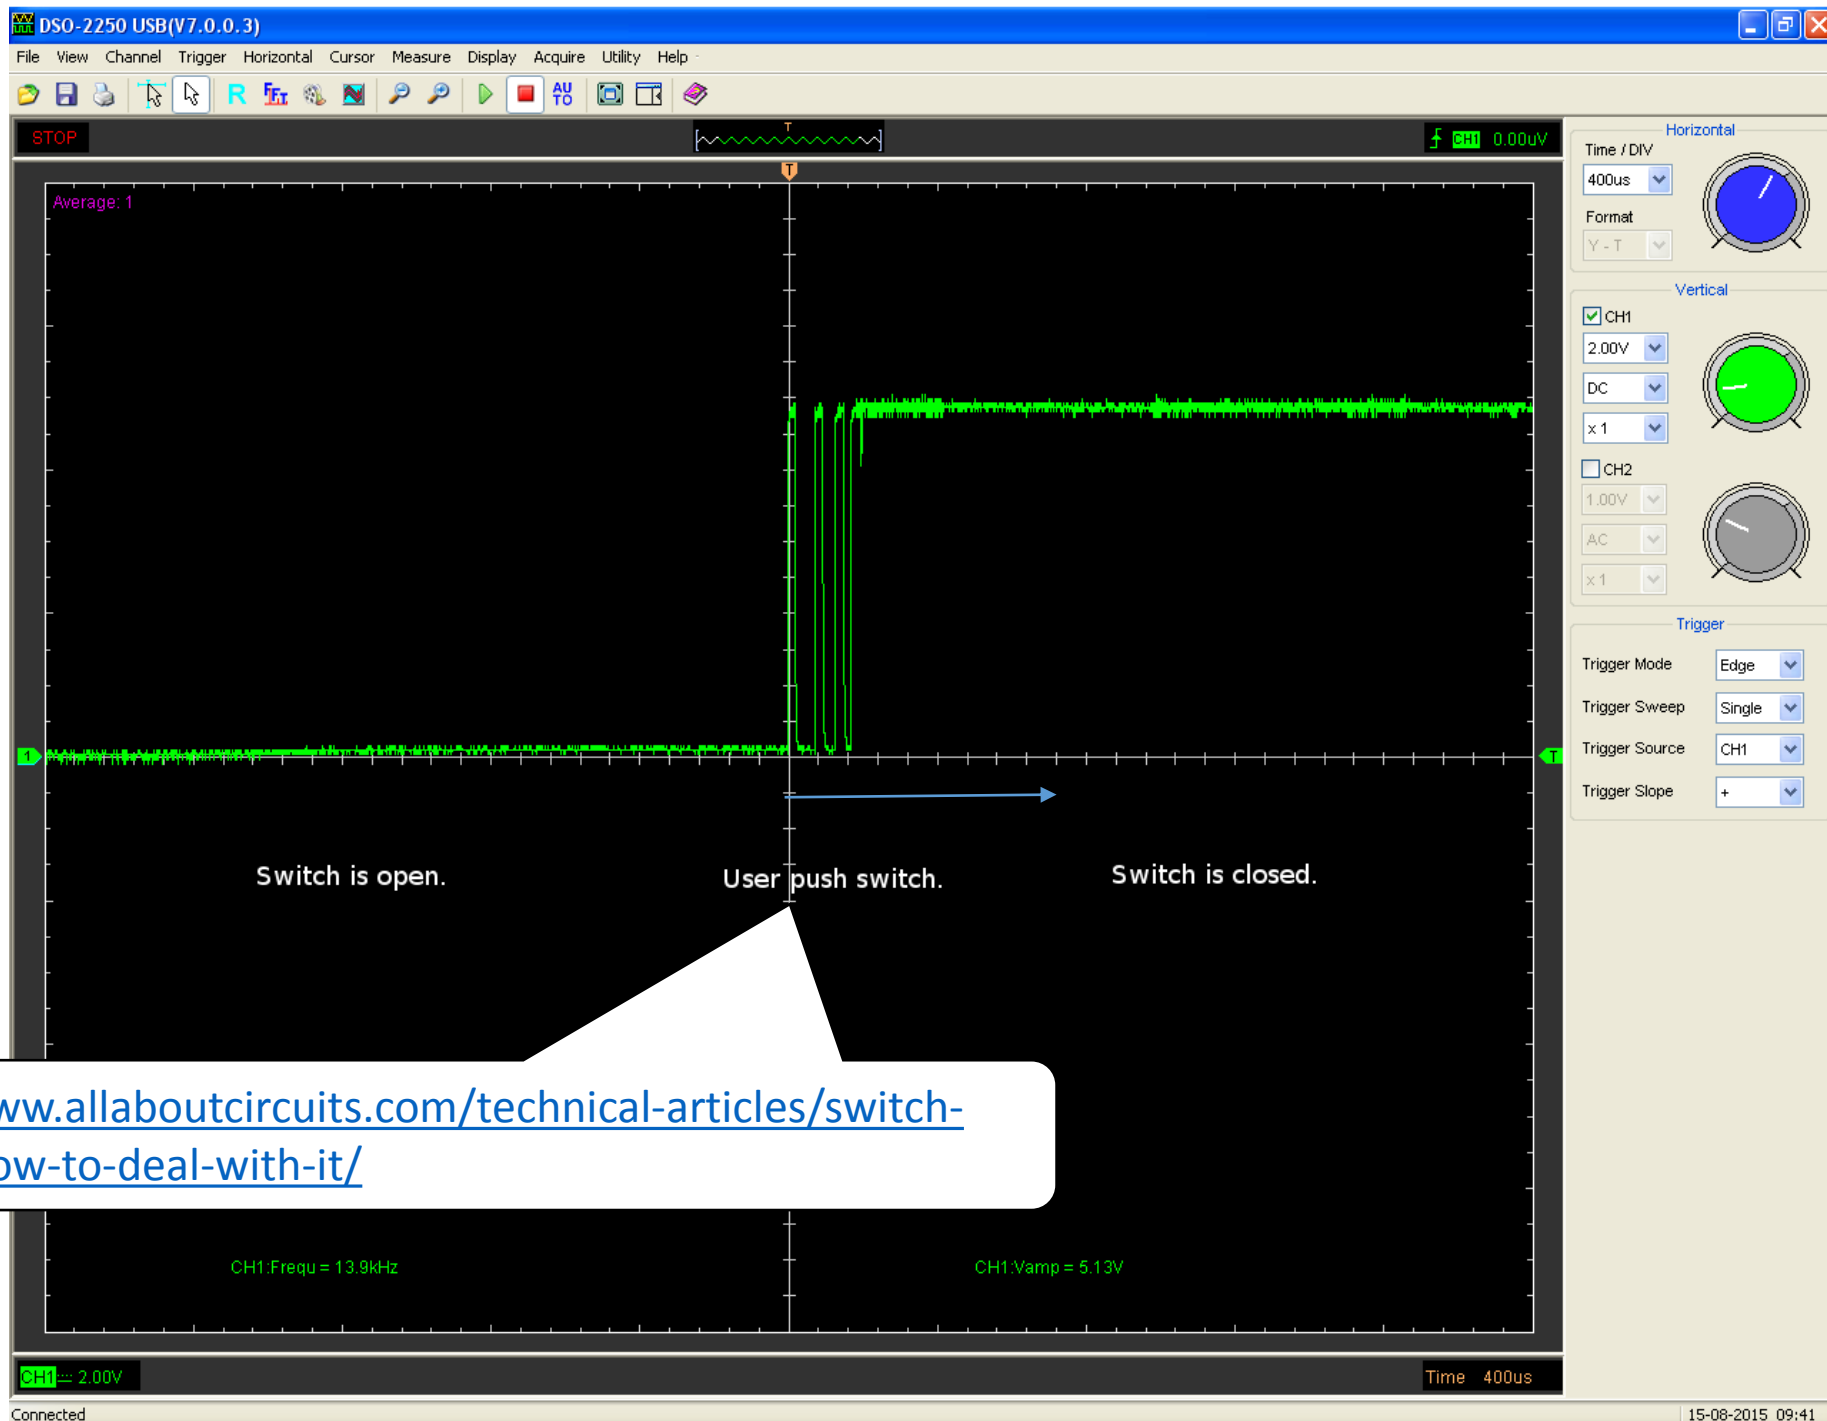 DSO-2250 USB(V7.0.0.3)
File View Channel Trigger Horizontal Cursor Measure Display Acquire Utility Help
R FFT AUTO
STOP
T
CH1 0.00uV
T
Average: 1
Horizontal
Time / DIV
400us
Format
Y - T
Vertical
CH1
2.00V
DC
x 1
CH2
1.00V
AC
x 1
Trigger
Trigger Mode Edge
Trigger Sweep Single
Trigger Source CH1
Trigger Slope +
1
T
Switch is open.
User push switch.
Switch is closed.
ww.allaboutcircuits.com/technical-articles/switch-
ow-to-deal-with-it/
CH1:Frequ = 13.9kHz
CH1:Vamp = 5.13V
CH1 2.00V
Time 400us
Connected
15-08-2015 09:41